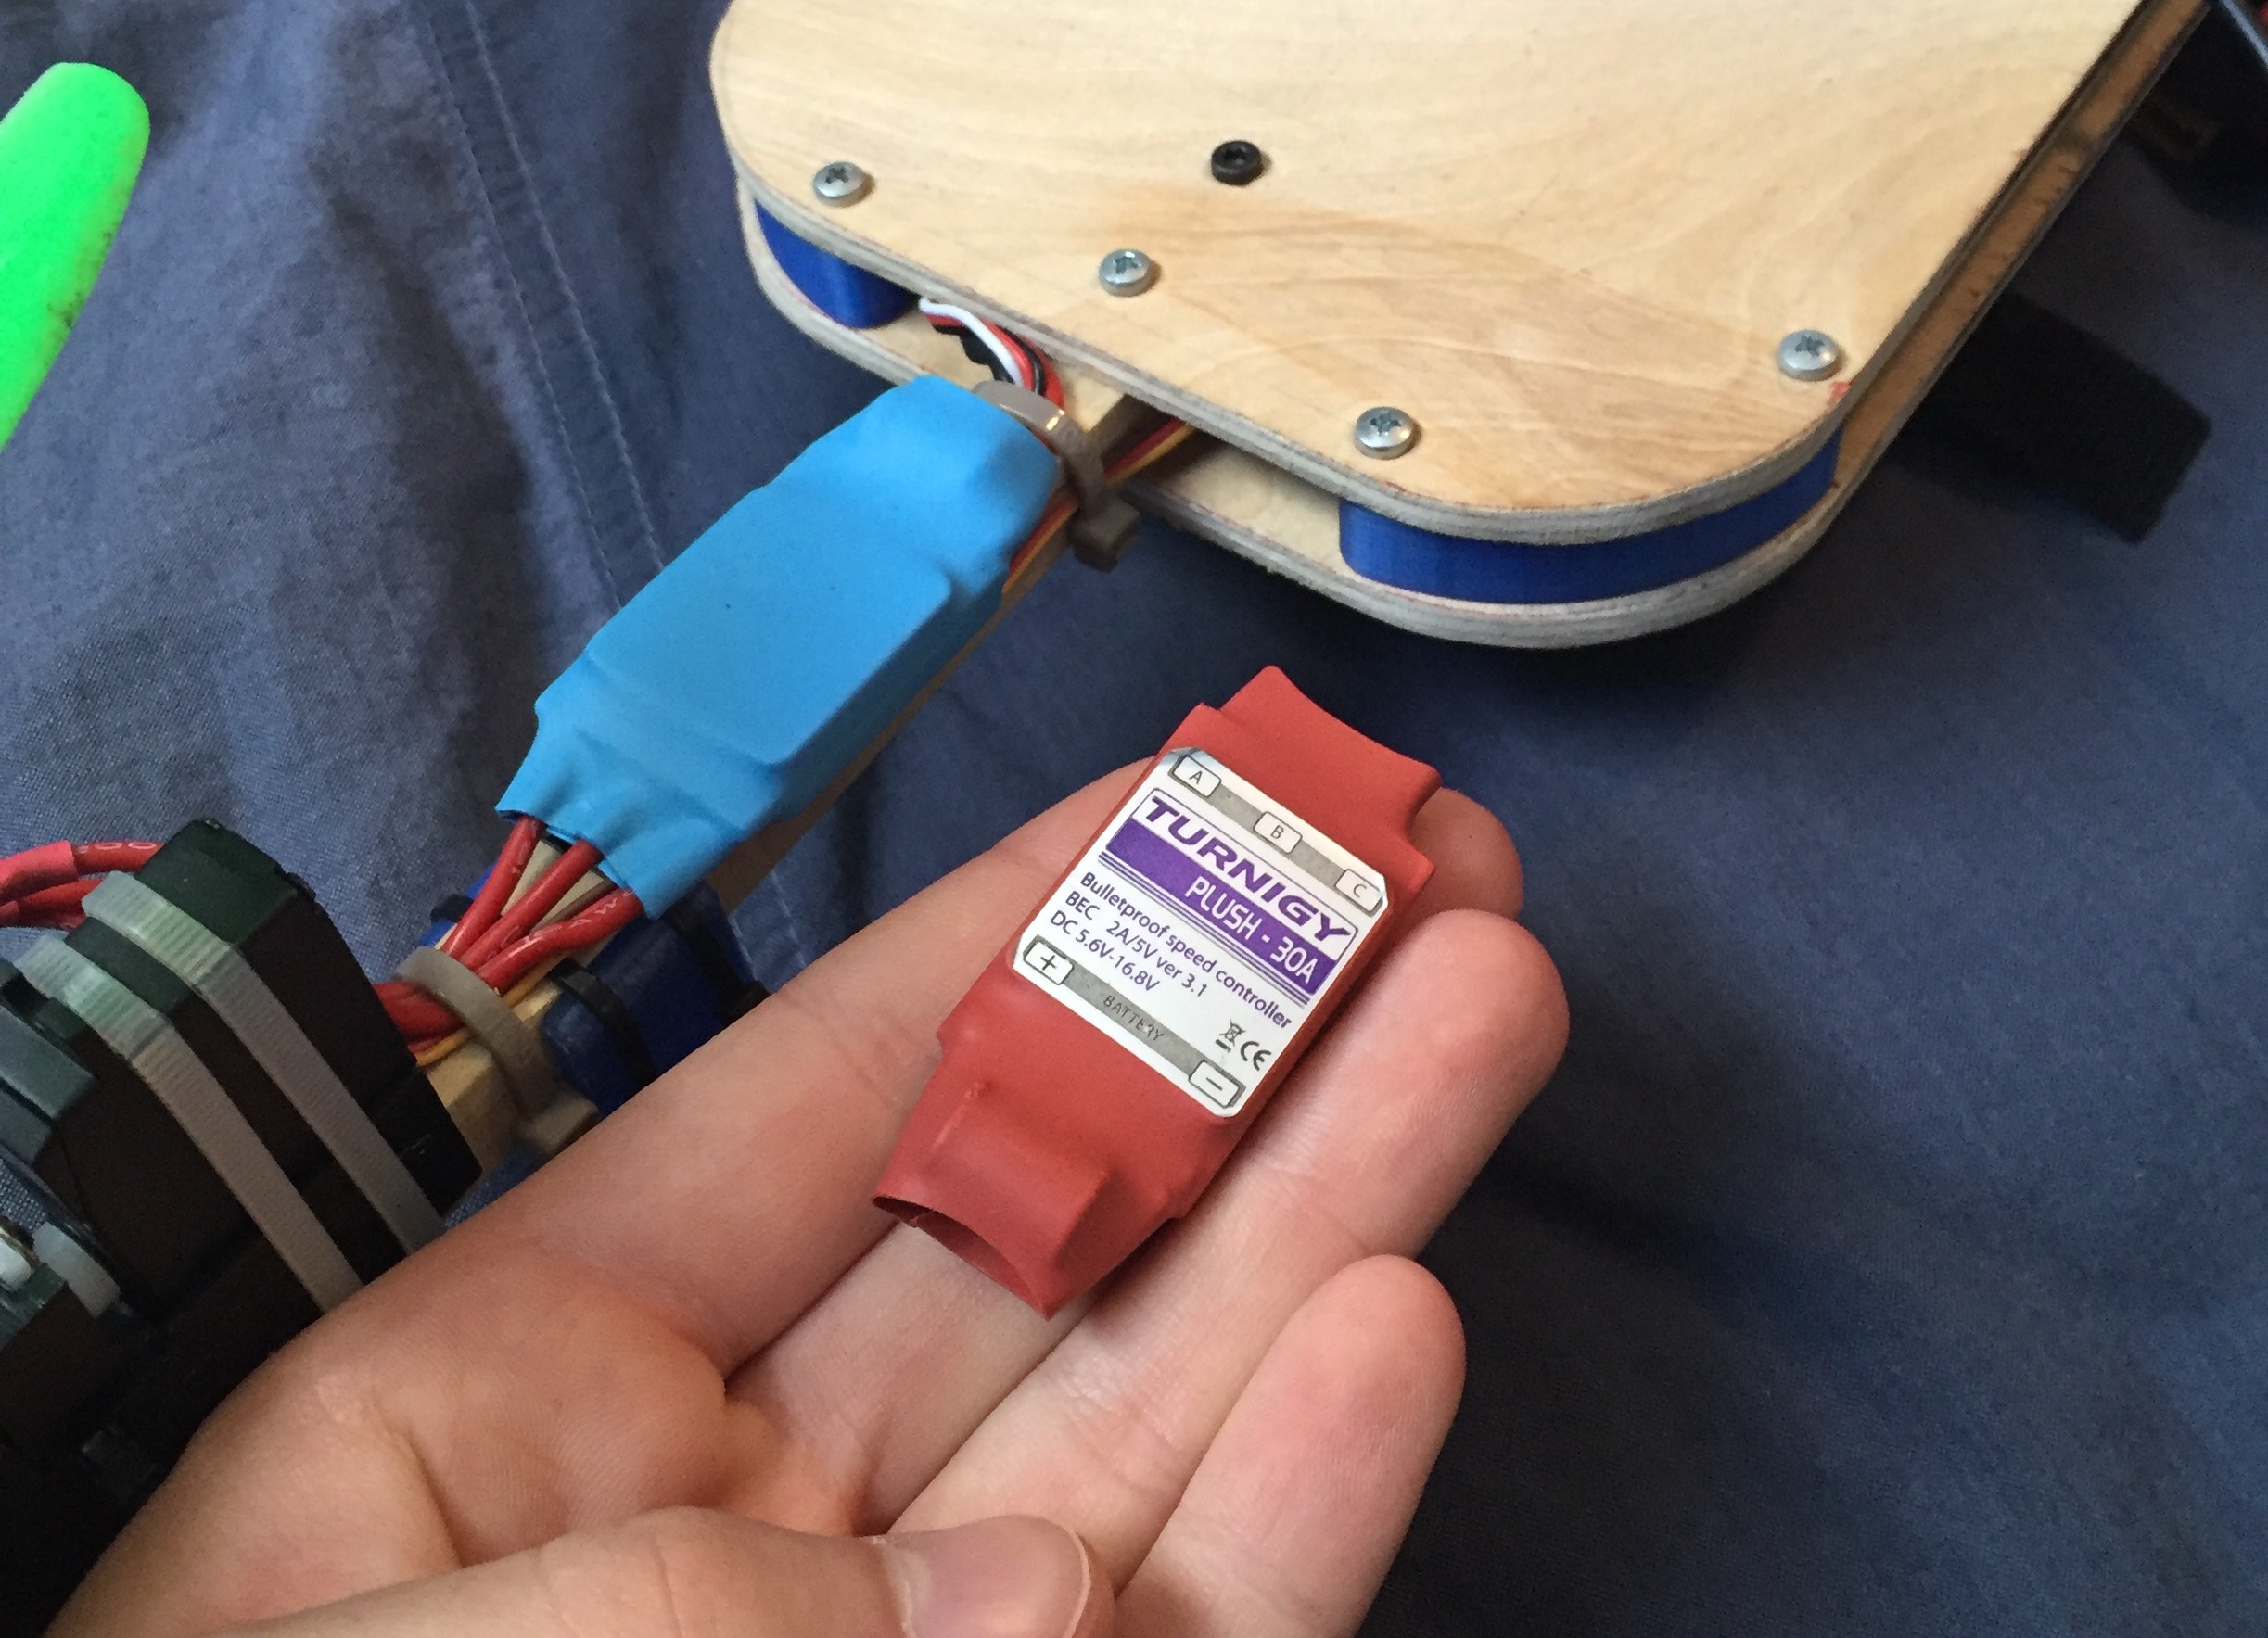 A
B
C
TURNIGY
PLUSH - 30A
Bulletproof speed controller
BEC 2A/5V ver 3.1
DC 5.6V-16.8V
CE
+
BATTERY
-